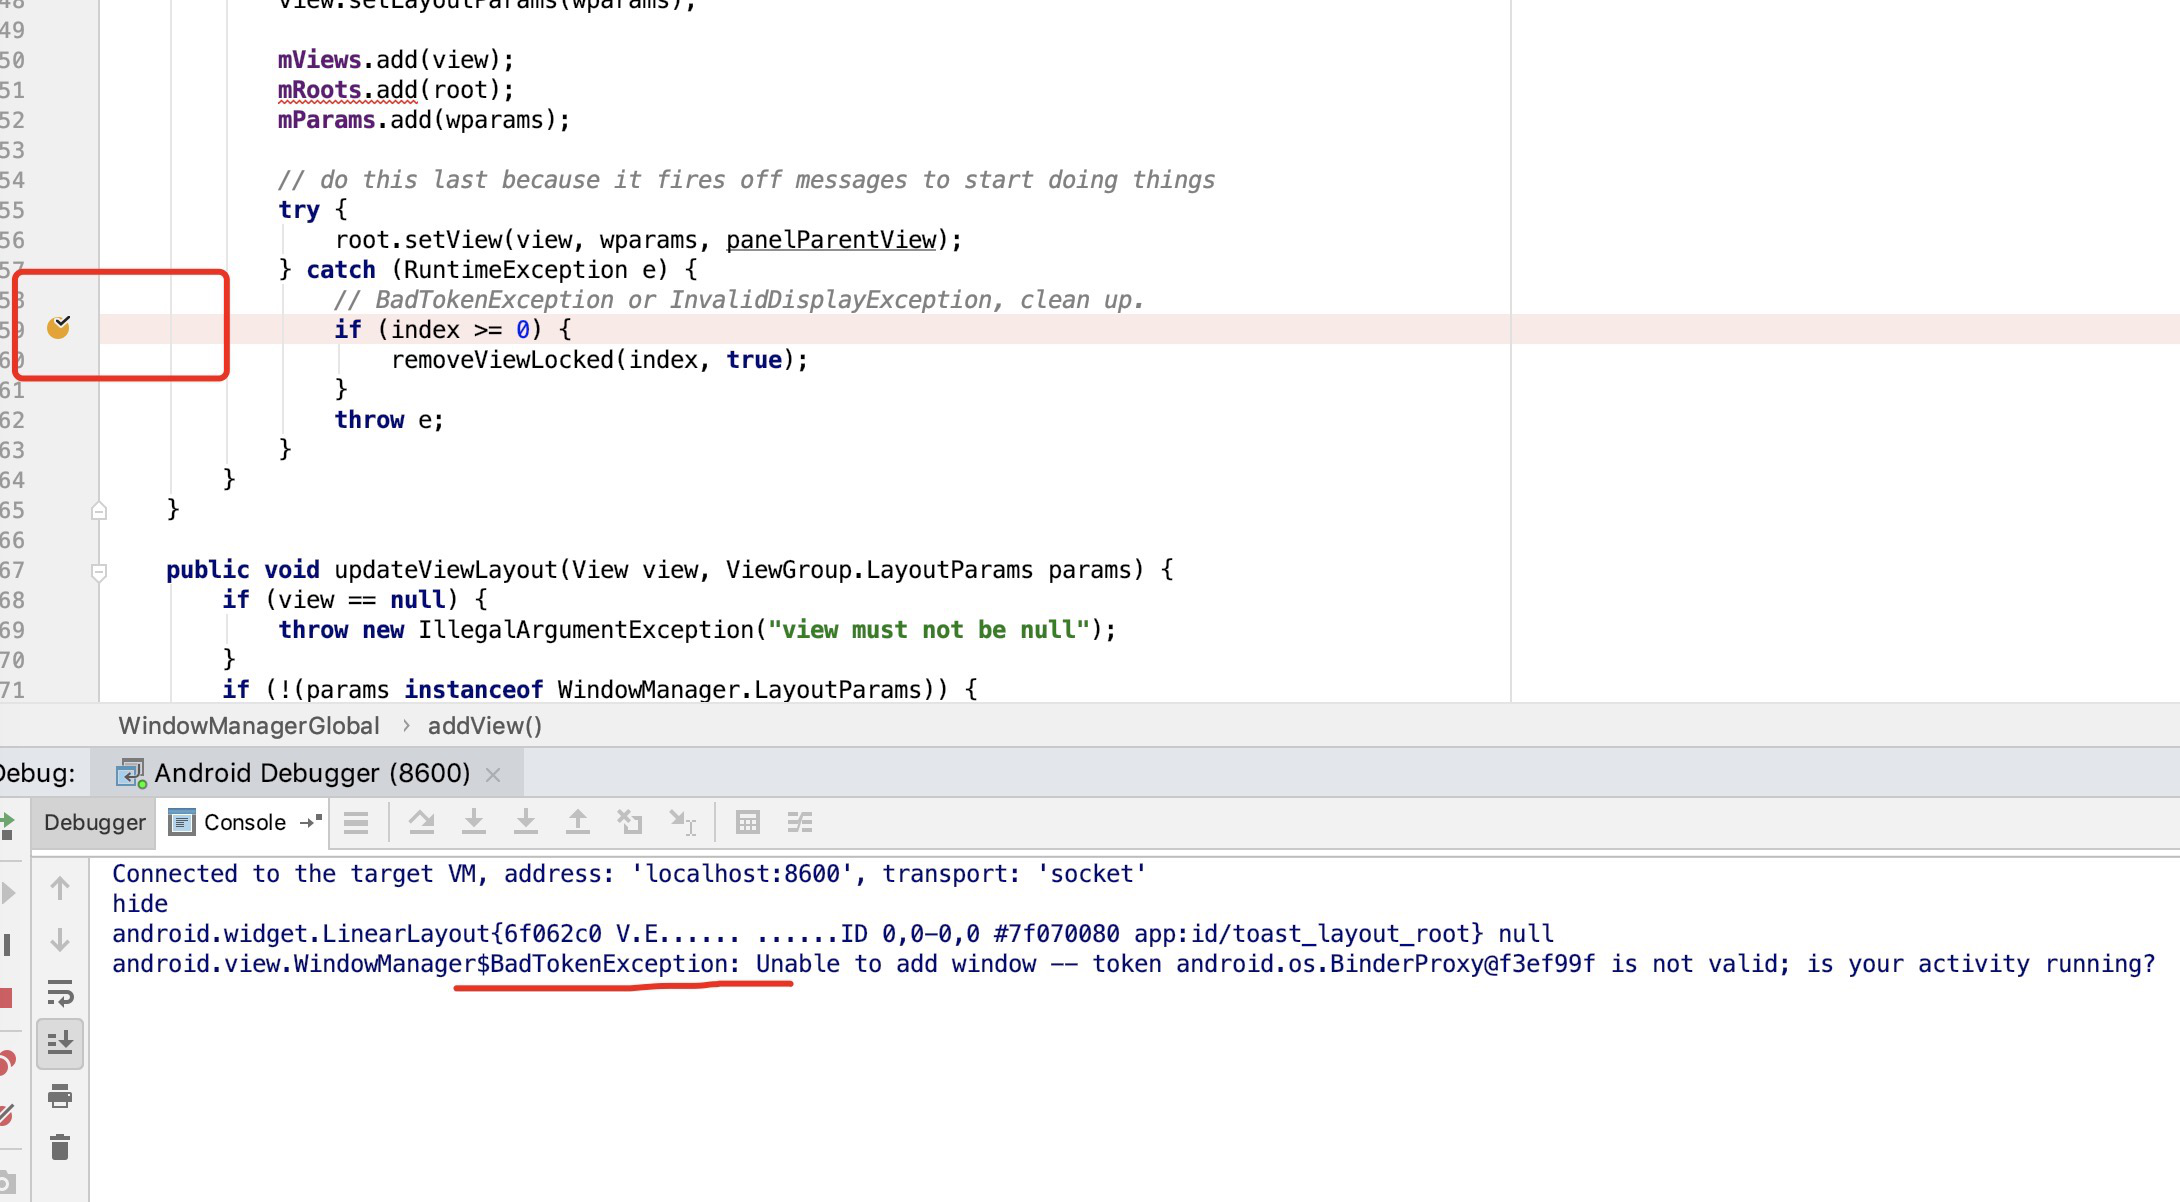 48 view.setLayoutParams(wparams);
49
50 mViews.add(view);
51 mRoots.add(root);
52 mParams.add(wparams);
53
54 // do this last because it fires off messages to start doing things
55 try {
56 root.setView(view, wparams, panelParentView);
57 } catch (RuntimeException e) {
58 // BadTokenException or InvalidDisplayException, clean up.
59 if (index >= 0) {
60 removeViewLocked(index, true);
61 }
62 throw e;
63 }
64 }
65 }
66
67 public void updateViewLayout(View view, ViewGroup.LayoutParams params) {
68 if (view == null) {
69 throw new IllegalArgumentException("view must not be null");
70 }
71 if (!(params instanceof WindowManager.LayoutParams)) {
WindowManagerGlobal › addView()
Debug: Android Debugger (8600) ×
Debugger Console
Connected to the target VM, address: 'localhost:8600', transport: 'socket'
hide
android.widget.LinearLayout{6f062c0 V.E...... ......ID 0,0-0,0 #7f070080 app:id/toast_layout_root} null
android.view.WindowManager$BadTokenException: Unable to add window -- token android.os.BinderProxy@f3ef99f is not valid; is your activity running?